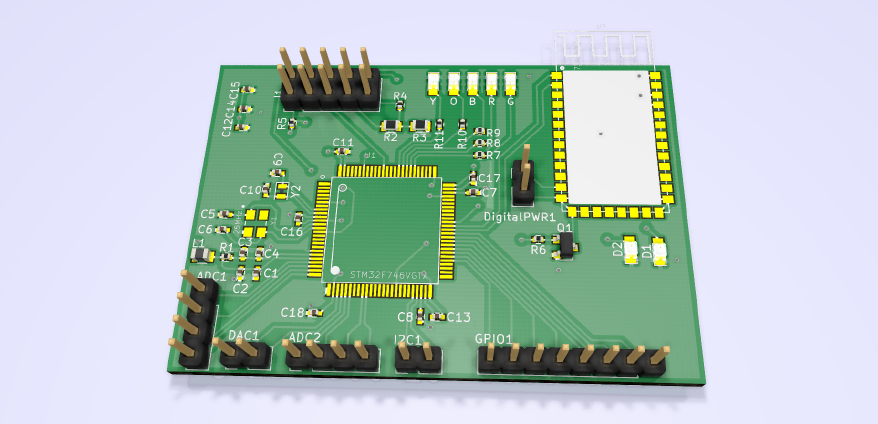 C12C14C15
J1
R5
R4
Y O B R G
R2
R3
R11
R10
R9
R8
R7
C11
C9
C10
Y2
C17
C7
C5
C6
C16
DigitalPWR1
L1
R1
C3
C4
C2
C1
Q1
R6
D2
D1
STM32F746VGTx
ADC1
C18
C8
C13
DAC1
ADC2
I2C1
GPIO1